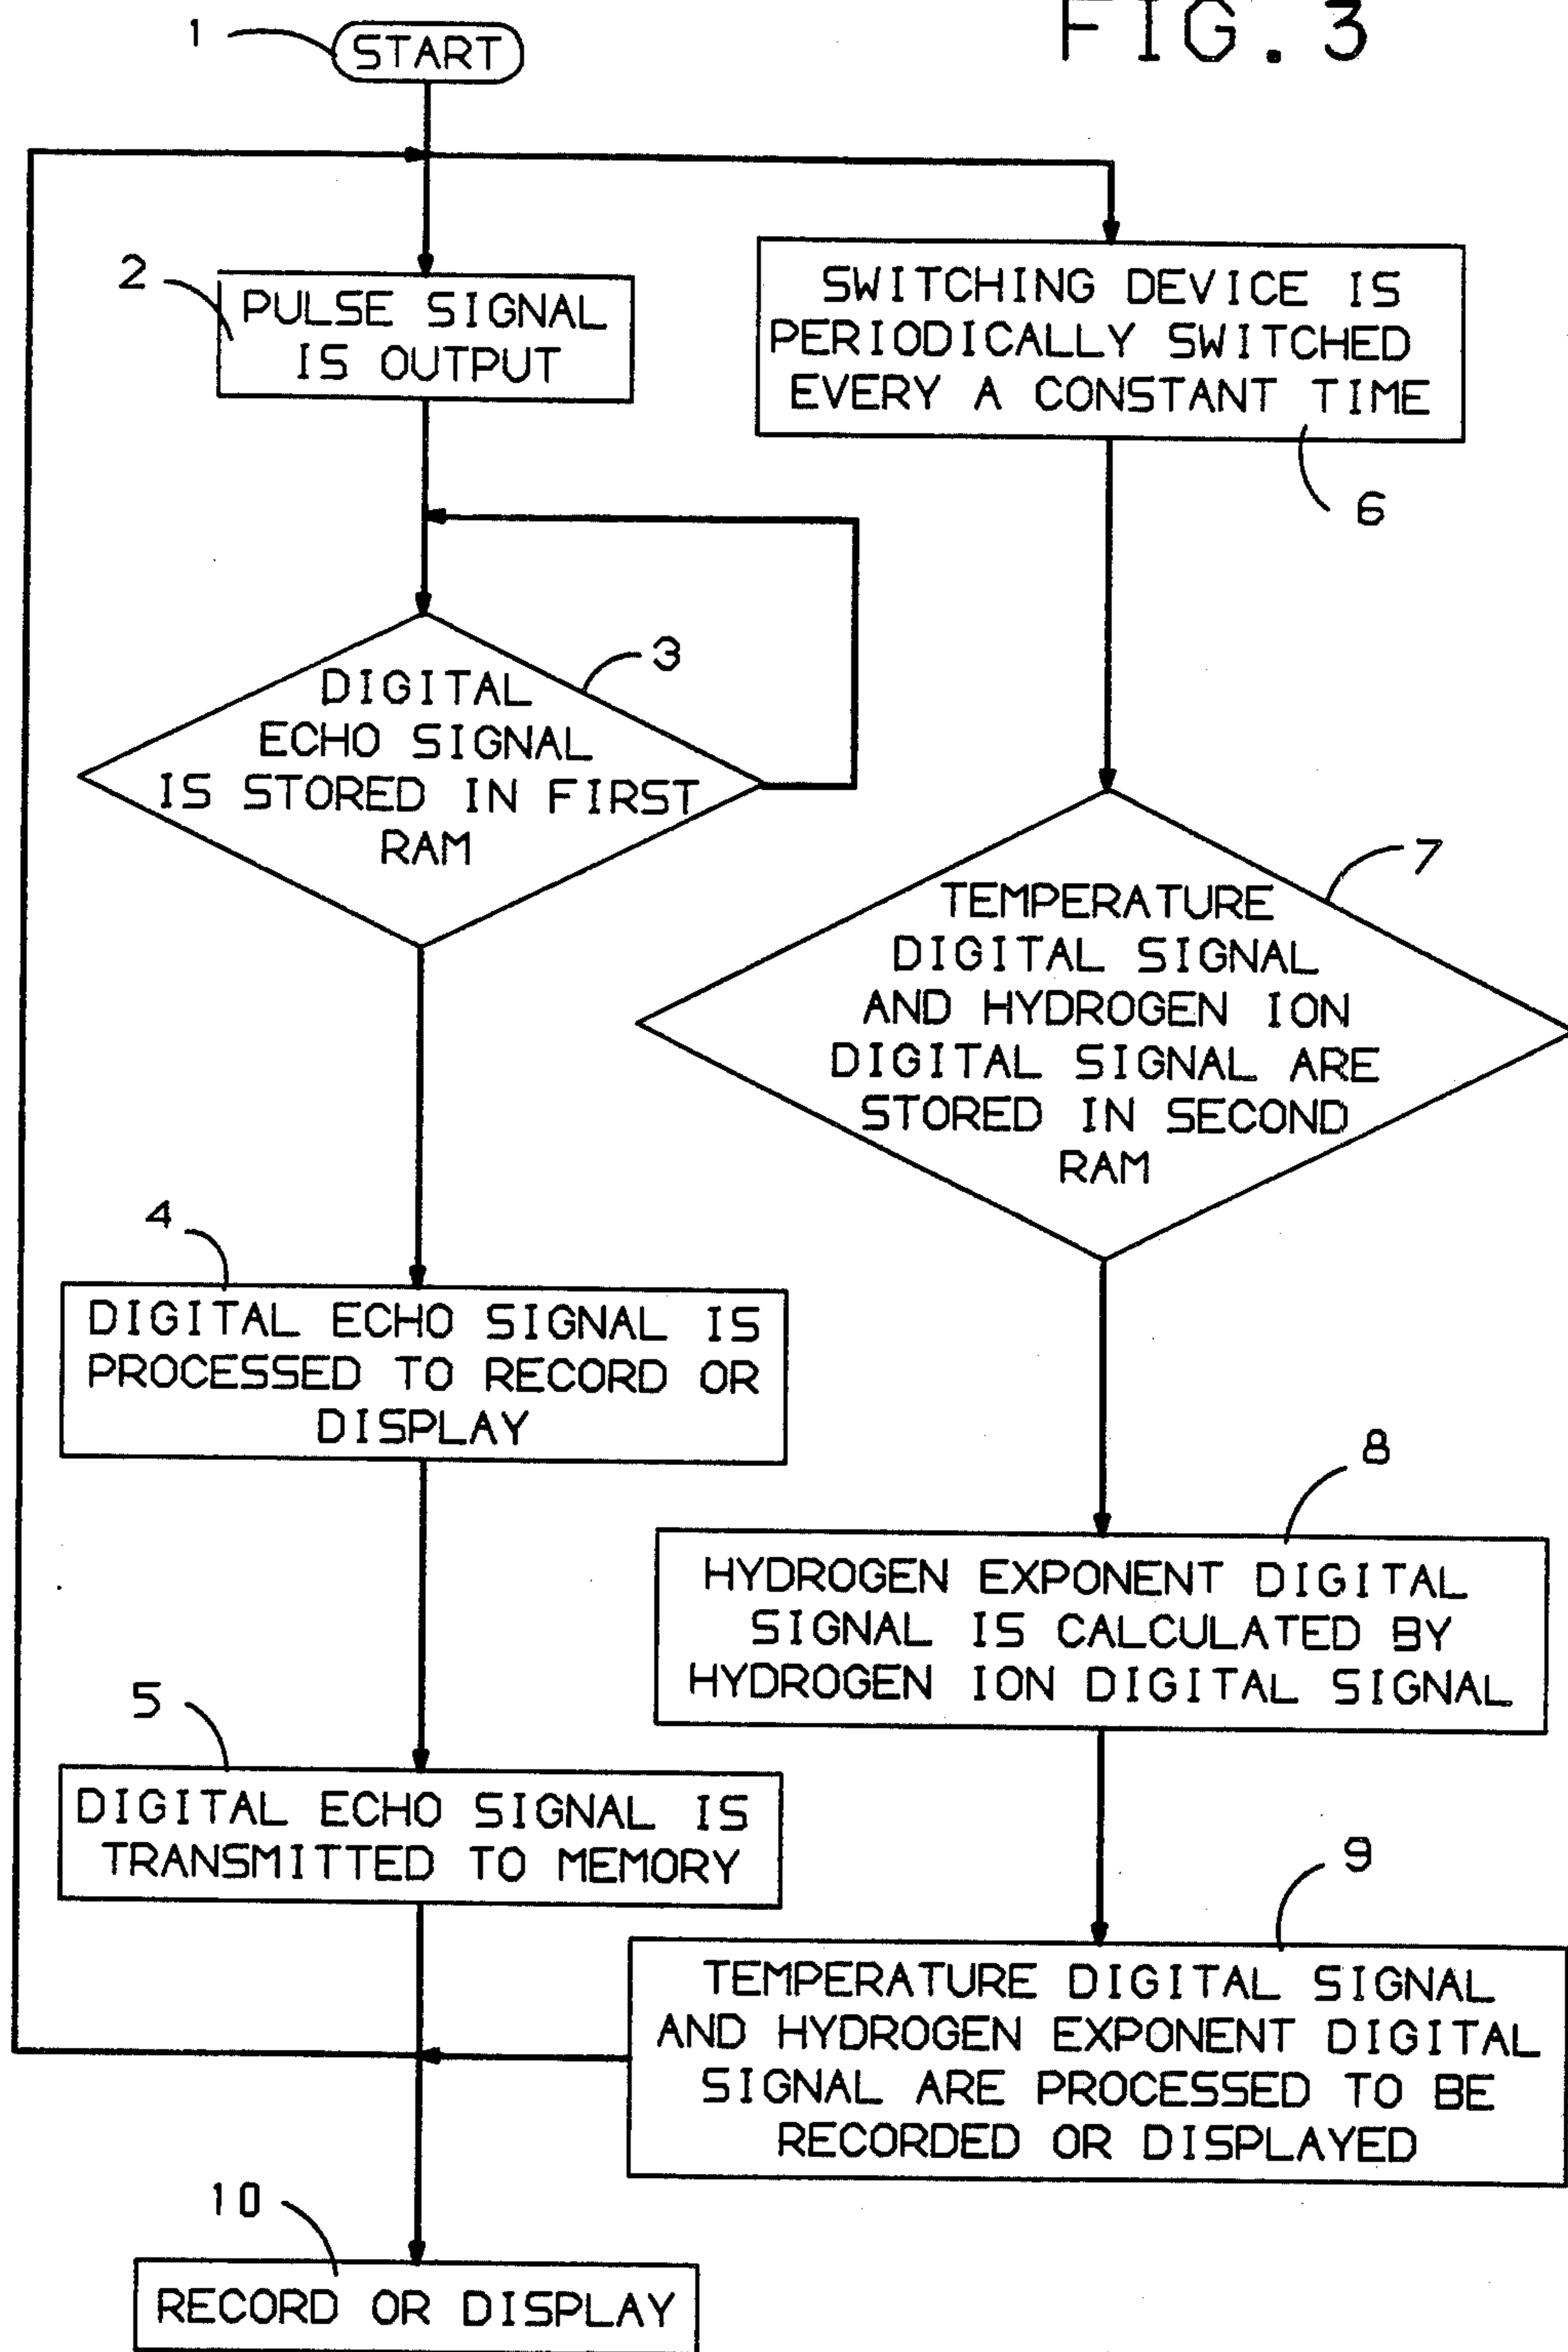 FIG. 3
1
START
2
PULSE SIGNAL
IS OUTPUT
3
DIGITAL
ECHO SIGNAL
IS STORED IN FIRST
RAM
4
DIGITAL ECHO SIGNAL IS
PROCESSED TO RECORD OR
DISPLAY
5
DIGITAL ECHO SIGNAL IS
TRANSMITTED TO MEMORY
SWITCHING DEVICE IS
PERIODICALLY SWITCHED
EVERY A CONSTANT TIME
6
7
TEMPERATURE
DIGITAL SIGNAL
AND HYDROGEN ION
DIGITAL SIGNAL ARE
STORED IN SECOND
RAM
8
HYDROGEN EXPONENT DIGITAL
SIGNAL IS CALCULATED BY
HYDROGEN ION DIGITAL SIGNAL
9
TEMPERATURE DIGITAL SIGNAL
AND HYDROGEN EXPONENT DIGITAL
SIGNAL ARE PROCESSED TO BE
RECORDED OR DISPLAYED
10
RECORD OR DISPLAY